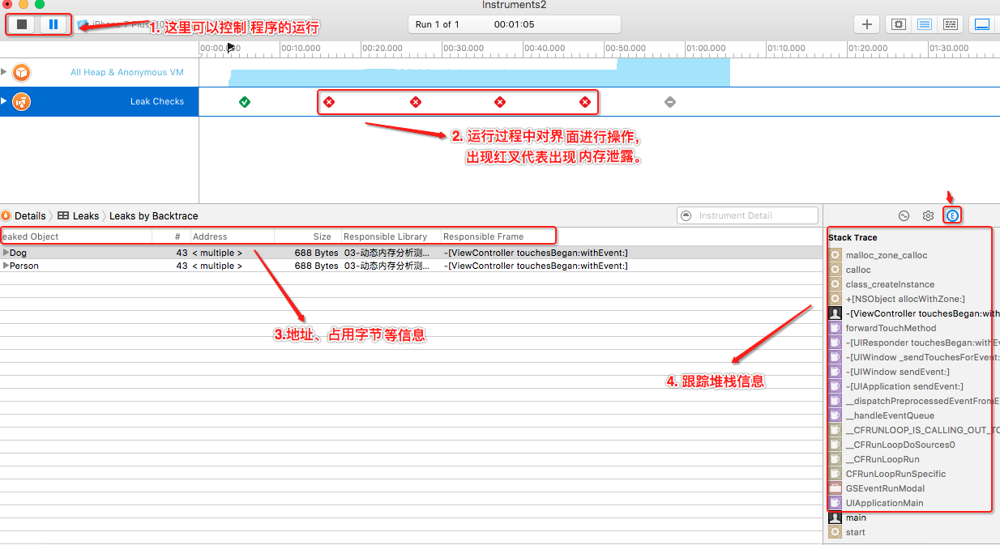 Instruments2
iPhone 7 Plus
1. 这里可以控制 程序的运行
Run 1 of 1 00:01:05
00:00.000 00:10.000 00:20.000 00:30.000 00:40.000 00:50.000 01:00.000 01:10.000 01:20.000 01:30.000
All Heap & Anonymous VM
Leak Checks
2. 运行过程中对界 面进行操作，
出现红叉代表出现 内存泄露。
Details Leaks Leaks by Backtrace
Instrument Detail
eaked Object # Address Size Responsible Library Responsible Frame
Dog 43 < multiple > 688 Bytes 03-动态内存分析测... -[ViewController touchesBegan:withEvent:]
Person 43 < multiple > 688 Bytes 03-动态内存分析测... -[ViewController touchesBegan:withEvent:]
3.地址、占用字节 等信息
4. 跟踪堆栈信息
E
Stack Trace
malloc_zone_calloc
calloc
class_createInstance
+[NSObject allocWithZone:]
-[ViewController touchesBegan:with
forwardTouchMethod
-[UIResponder touchesBegan:withE
-[UIWindow _sendTouchesForEvent:
-[UIWindow sendEvent:]
-[UIApplication sendEvent:]
__dispatchPreprocessedEventFromE
__handleEventQueue
__CFRUNLOOP_IS_CALLING_OUT_TO
__CFRunLoopDoSources0
__CFRunLoopRun
CFRunLoopRunSpecific
GSEventRunModal
UIApplicationMain
main
start